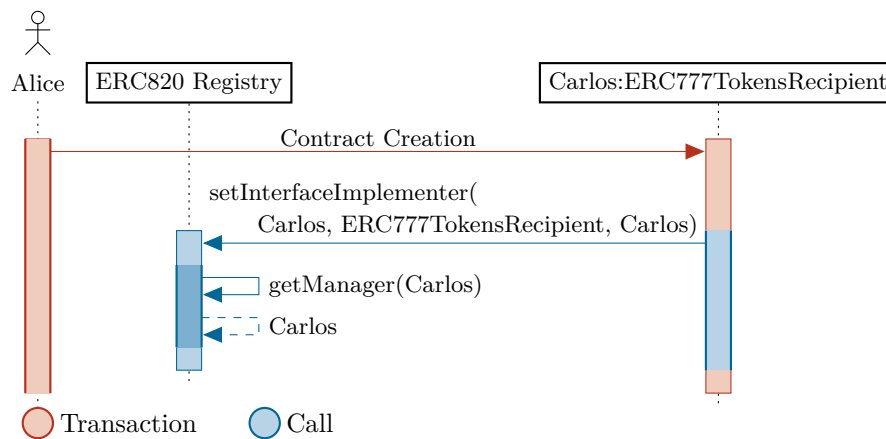 Alice
ERC820 Registry
Carlos:ERC777TokensRecipient
Contract Creation
setInterfaceImplementer(
Carlos, ERC777TokensRecipient, Carlos)
getManager(Carlos)
Carlos
Transaction
Call